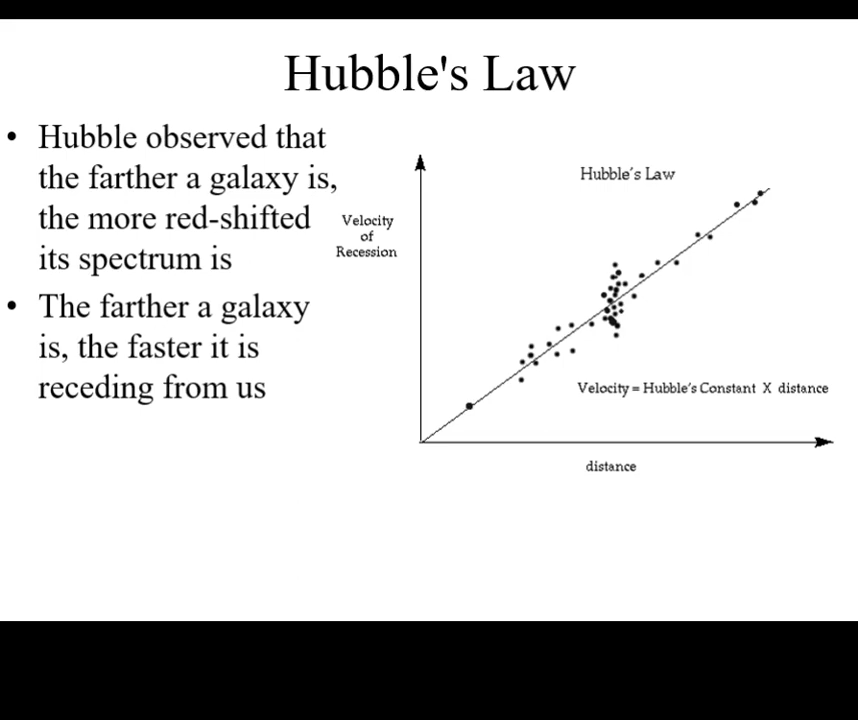 Hubble's Law
• Hubble observed that
the farther a galaxy is,
the more red-shifted
its spectrum is
• The farther a galaxy
is, the faster it is
receding from us
Hubble's Law
Velocity
of
Recession
Velocity = Hubble's Constant X distance
distance